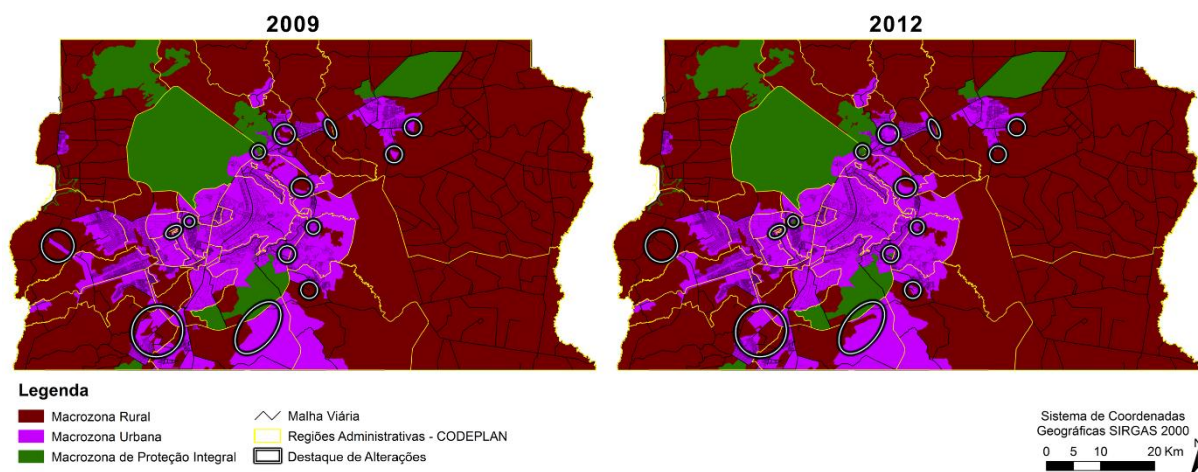 2009
2012
Legenda
Macrozona Rural
Macrozona Urbana
Macrozona de Proteção Integral
Malha Viária
Regiões Administrativas - CODEPLAN
Destaque de Alterações
Sistema de Coordenadas
Geográficas SIRGAS 2000
0 5 10 20 Km
N